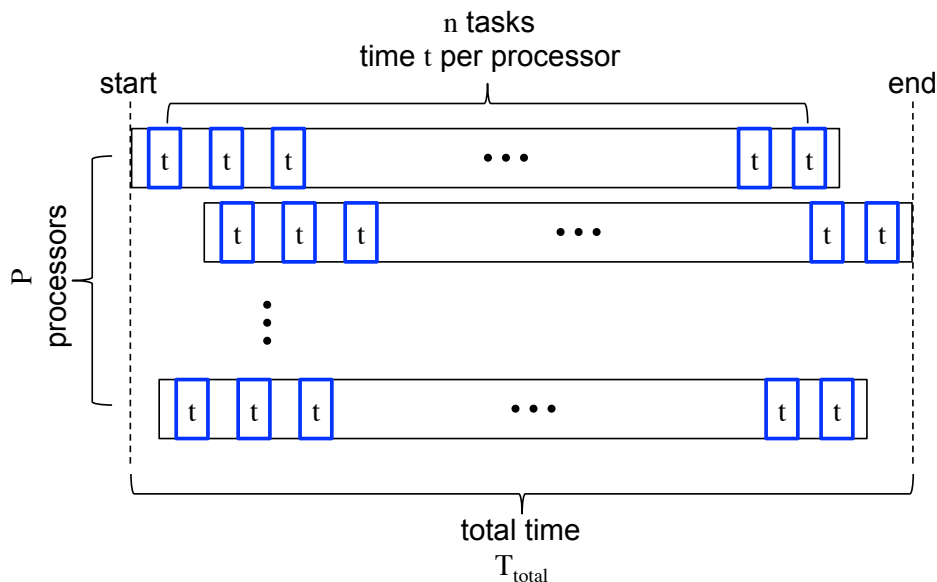 n tasks
time t per processor
start
end
t t t ••• t t
t t t ••• t t
P
processors
t t t ••• t t
total time
T_total